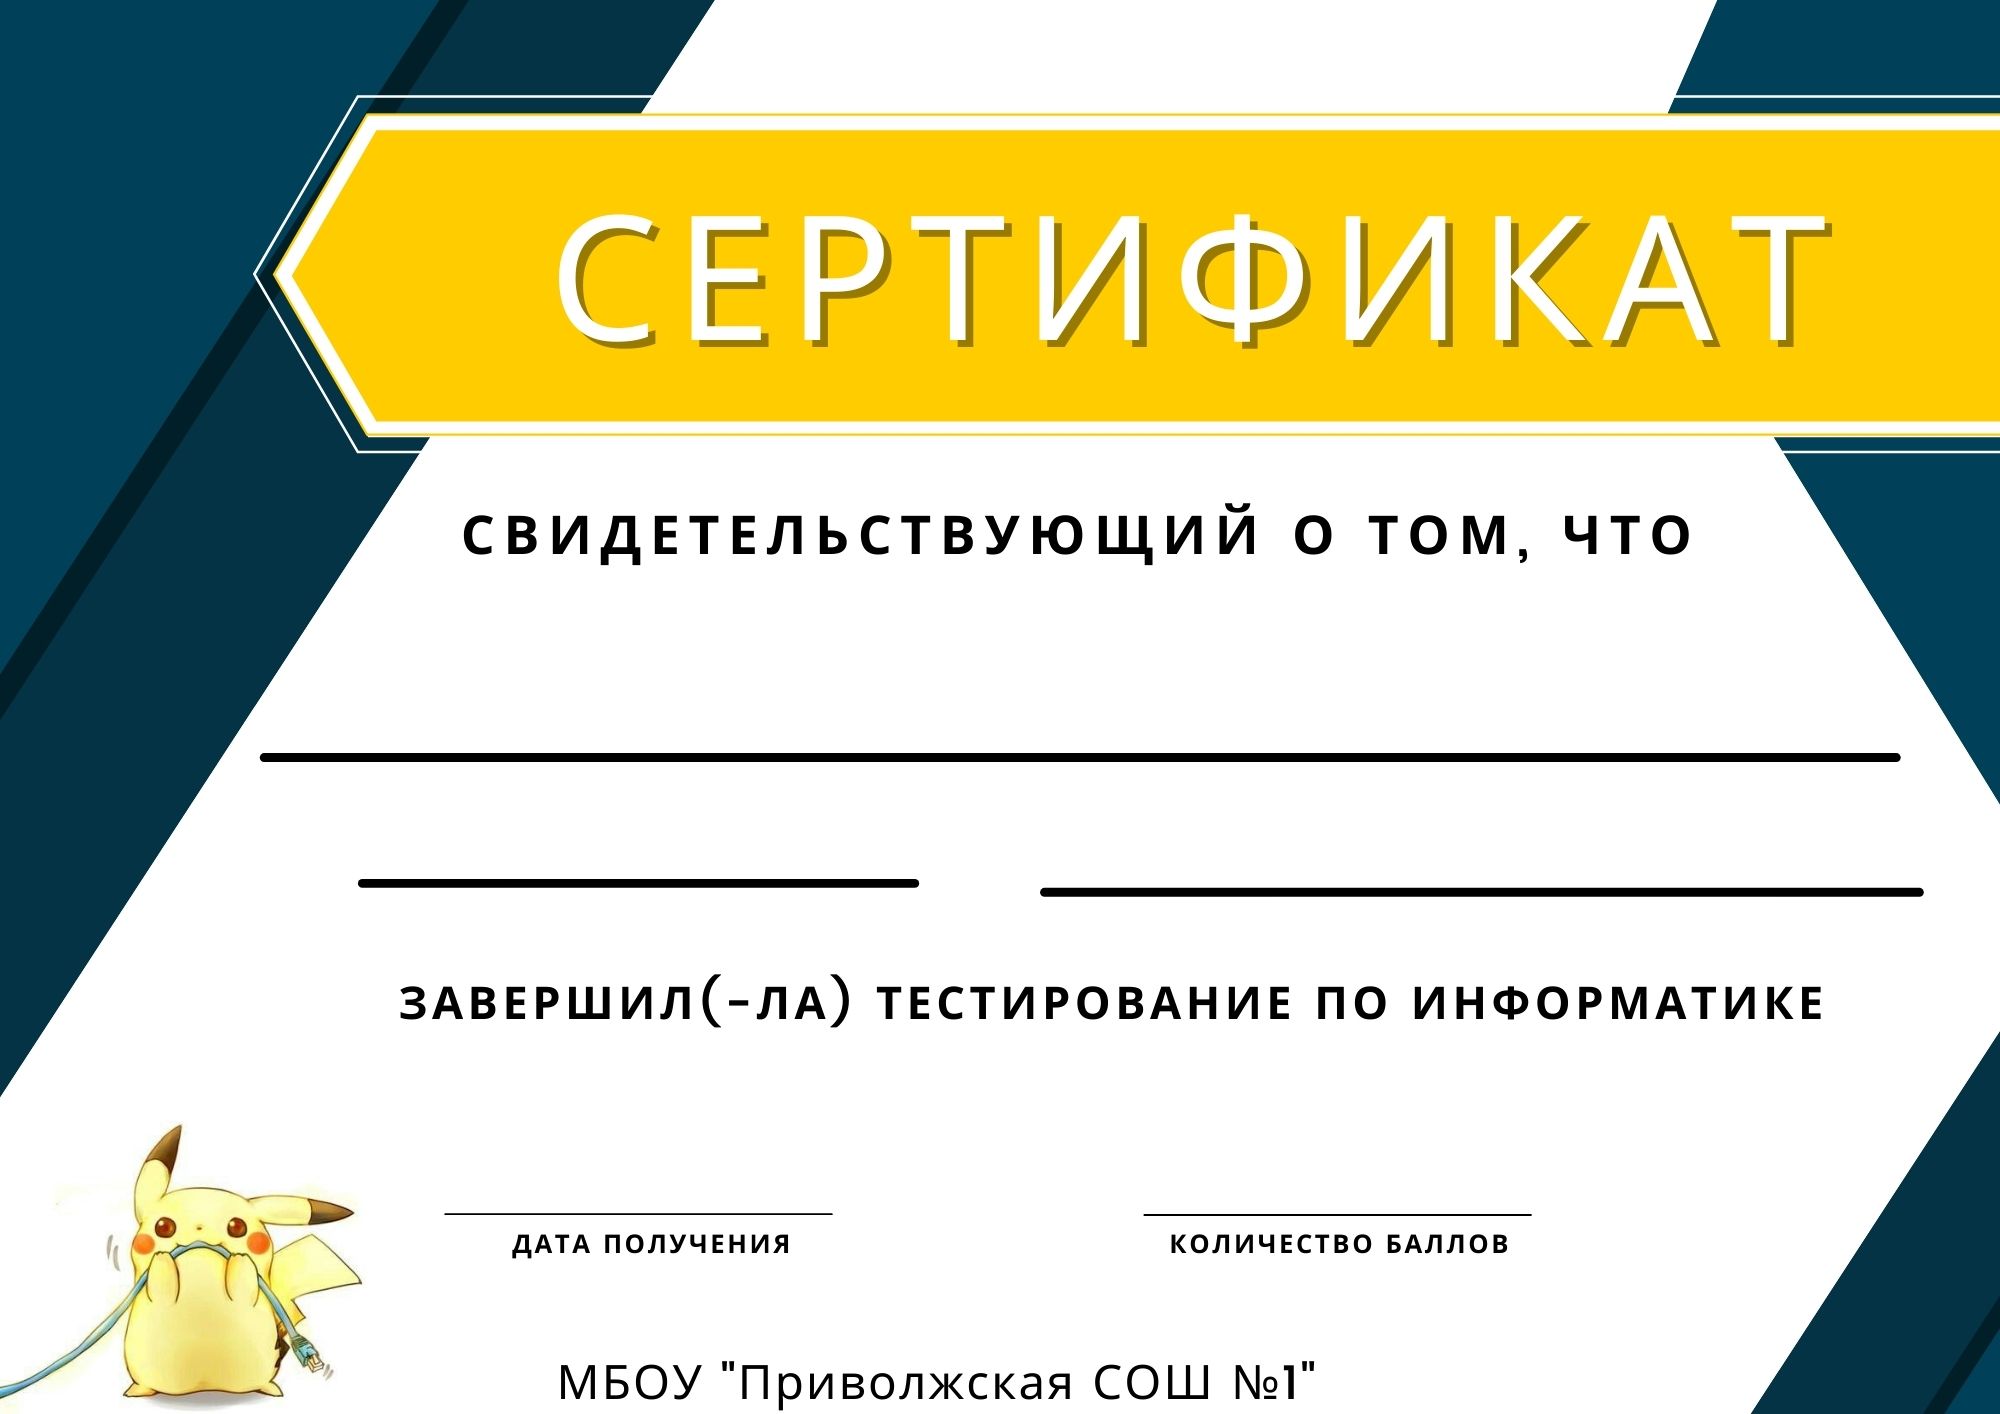 СЕРТИФИКАТ
СВИДЕТЕЛЬСТВУЮЩИЙ О ТОМ, ЧТО
ЗАВЕРШИЛ(-ЛА) ТЕСТИРОВАНИЕ ПО ИНФОРМАТИКЕ
ДАТА ПОЛУЧЕНИЯ
КОЛИЧЕСТВО БАЛЛОВ
МБОУ "Приволжская СОШ №1"